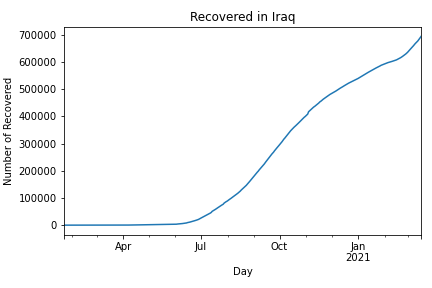 Recovered in Iraq
Number of Recovered
700000
600000
500000
400000
300000
200000
100000
0
Apr
Jul
Oct
Jan
2021
Day